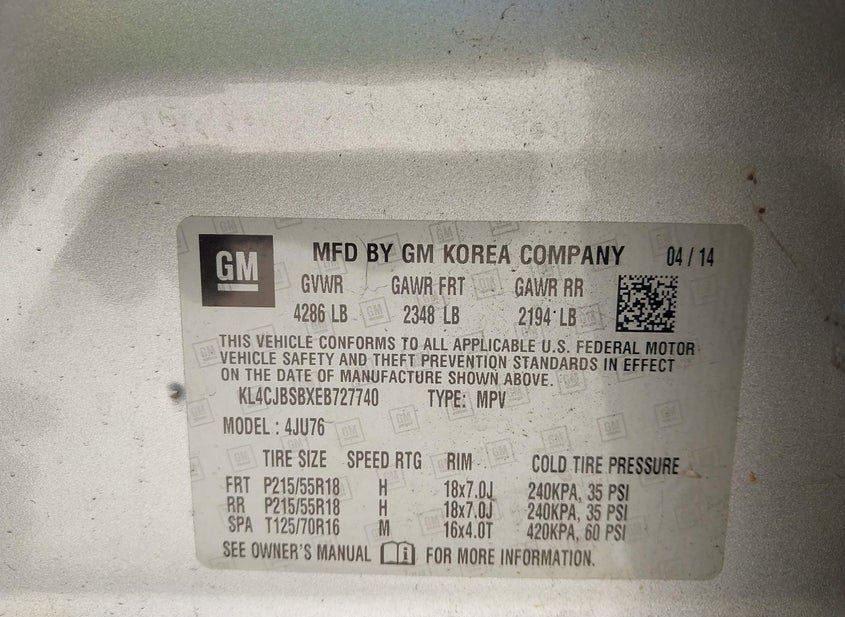 GM MFD BY GM KOREA COMPANY 04 / 14
GVWR GAWR FRT GAWR RR
4286 LB 2348 LB 2194 LB
THIS VEHICLE CONFORMS TO ALL APPLICABLE U.S. FEDERAL MOTOR
VEHICLE SAFETY AND THEFT PREVENTION STANDARDS IN EFFECT
ON THE DATE OF MANUFACTURE SHOWN ABOVE.
KL4CJBSBXEB727740 TYPE: MPV
MODEL : 4JU76
TIRE SIZE SPEED RTG RIM COLD TIRE PRESSURE
FRT P215/55R18 H 18x7.0J 240KPA, 35 PSI
RR P215/55R18 H 18x7.0J 240KPA, 35 PSI
SPA T125/70R16 M 16x4.0T 420KPA, 60 PSI
SEE OWNER'S MANUAL FOR MORE INFORMATION.